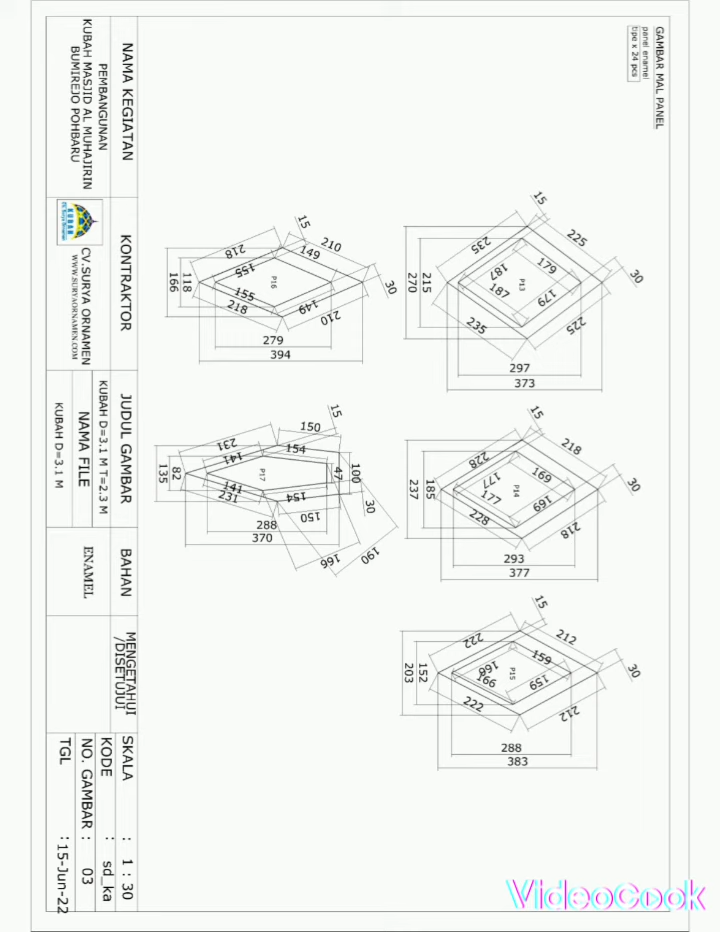 GAMBAR MAL PANEL
panel enamel
tipe x 24 pcs
15
225
30
235
179
187
P13
187
179
235
225
215
270
297
373
15
218
30
228
169
177
P14
177
169
228
218
185
237
293
377
15
212
30
222
159
166
P15
166
159
222
212
152
203
288
383
15
210
30
218
149
155
P16
155
149
218
210
118
166
279
394
15
150
231
154
141
P17
47
100
30
141
154
231
150
82
135
288
370
166
190
NAMA KEGIATAN
PEMBANGUNAN
KUBAH MASJID AL MUHAJIRIN
BUMIREJO POHBARU
KONTRAKTOR
KUBAH
CV.SURYA ORNAMEN
WWW.SURYAORNAMEN.COM
JUDUL GAMBAR
KUBAH D=3.1 M T=2.3 M
NAMA FILE
KUBAH D=3.1 M
BAHAN
ENAMEL
MENGETAHUI
/DISETUJUI
SKALA : 1 : 30
KODE : sd_ka
NO. GAMBAR : 03
TGL : 15-Jun-22
VideoCook